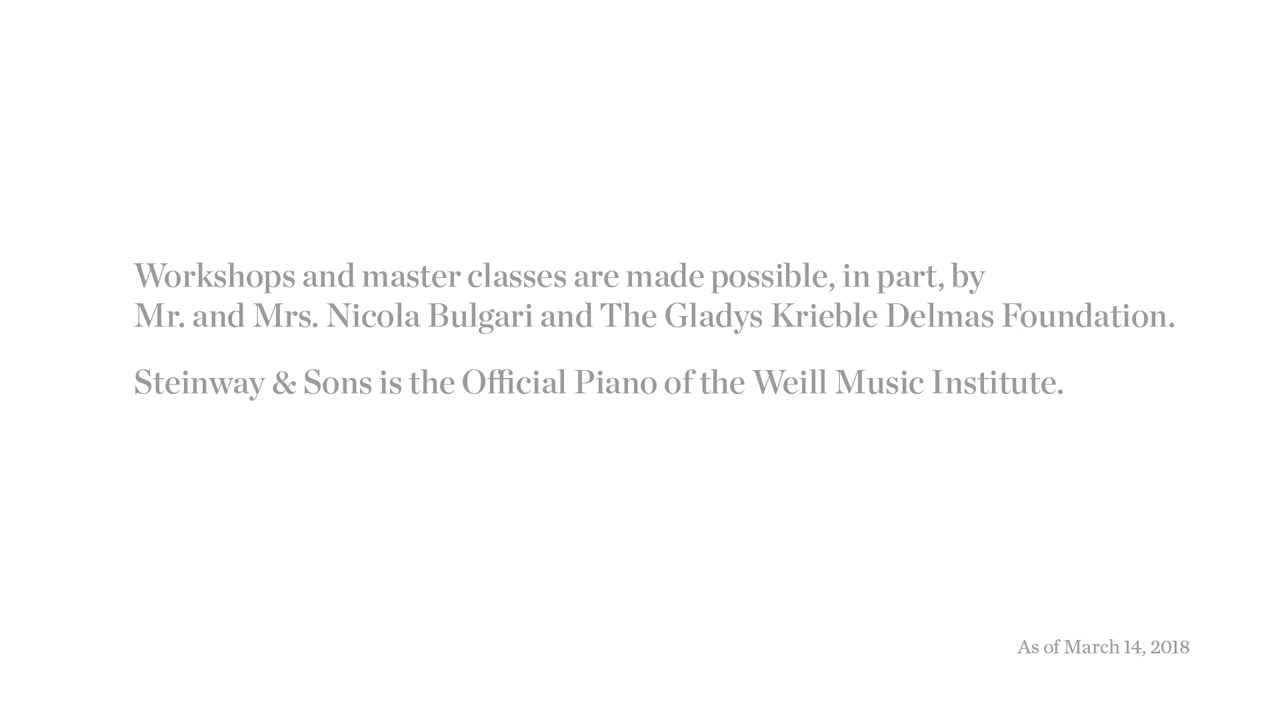 Workshops and master classes are made possible, in part, by
Mr. and Mrs. Nicola Bulgari and The Gladys Krieble Delmas Foundation.
Steinway & Sons is the Official Piano of the Weill Music Institute.
As of March 14, 2018